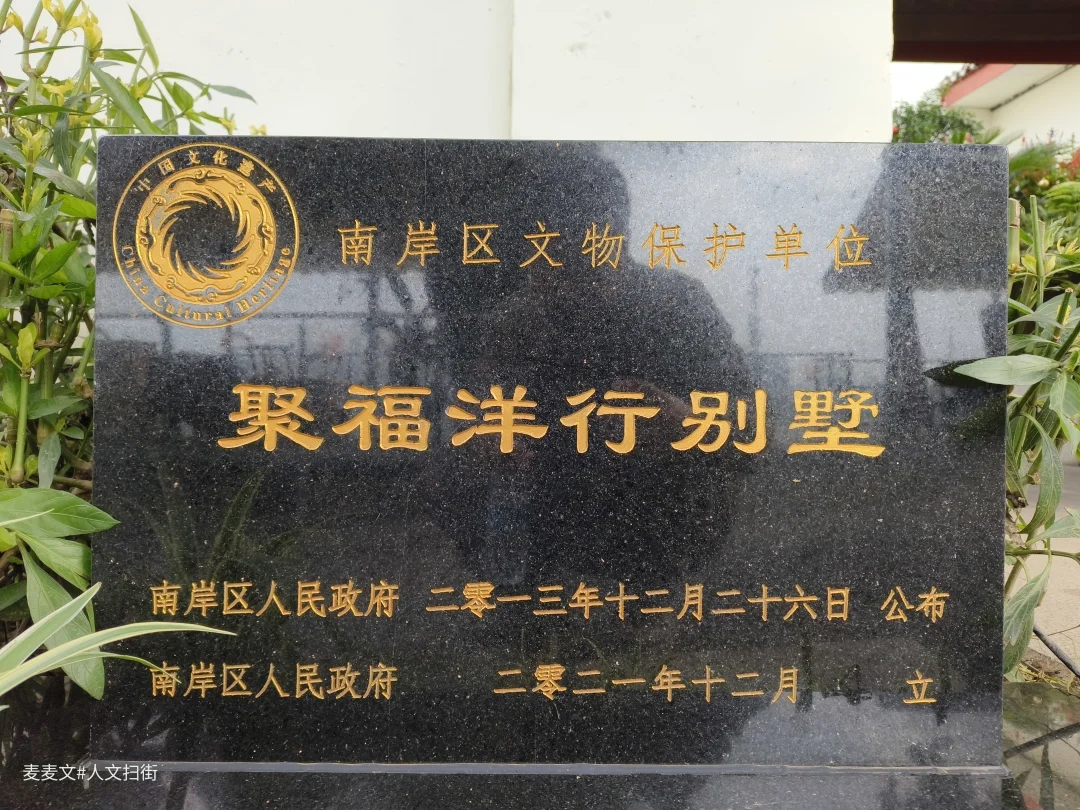 中国文化遗产
China Cultural Heritage
南岸区文物保护单位
聚福洋行别墅
南岸区人民政府 二零一三年十二月二十六日 公布
南岸区人民政府 二零二一年十二月 立
麦麦文#人文扫街